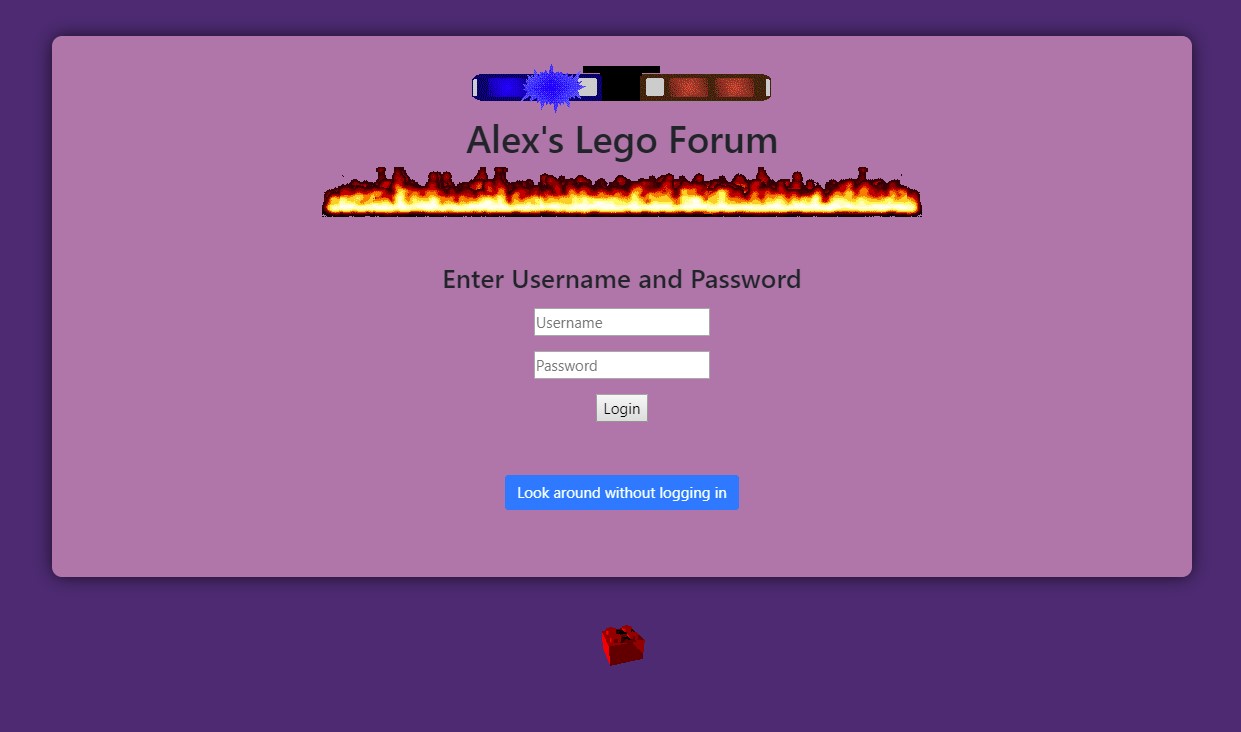 Alex's Lego Forum
Enter Username and Password
Username
Password
Login
Look around without logging in